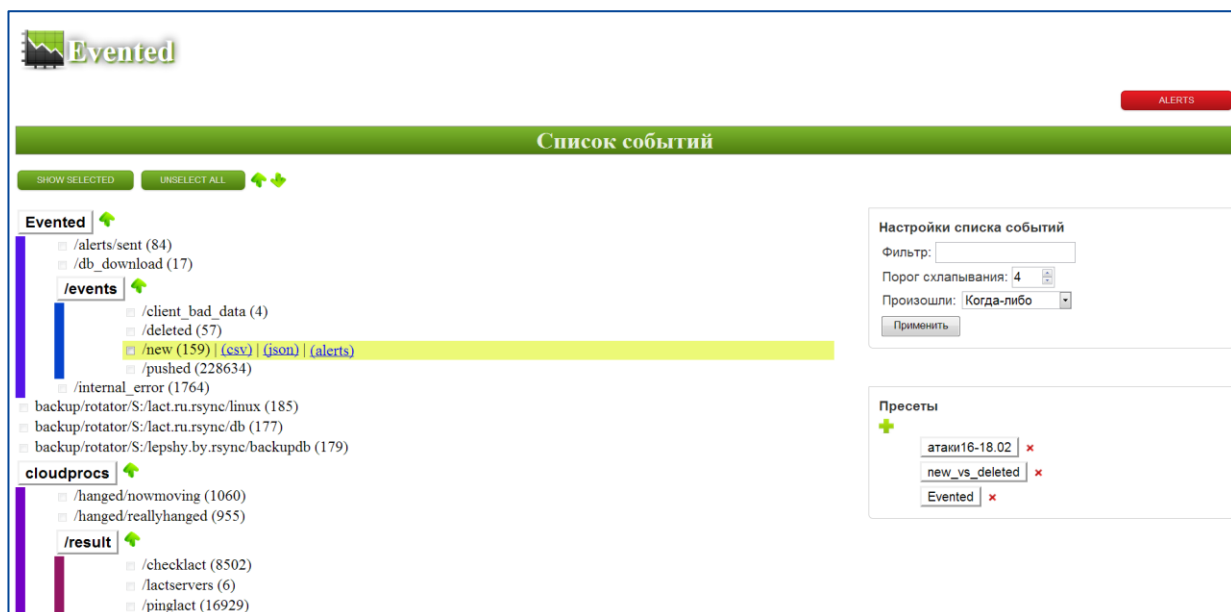 Evented
ALERTS
Список событий
SHOW SELECTED
UNSELECT ALL
Evented
/alerts/sent (84)
/db_download (17)
/events
/client_bad_data (4)
/deleted (57)
/new (159) | (csv) | (json) | (alerts)
/pushed (228634)
/internal_error (1764)
backup/rotator/S:/lact.ru.rsync/linux (185)
backup/rotator/S:/lact.ru.rsync/db (177)
backup/rotator/S:/lepshy.by.rsync/backupdb (179)
cloudprocs
/hanged/nowmoving (1060)
/hanged/reallyhanged (955)
/result
/checklact (8502)
/lactservers (6)
/pinglact (16929)
Настройки списка событий
Фильтр:
Порог схлапывания: 4
Произошли: Когда-либо
Применить
Пресеты
атаки16-18.02
new_vs_deleted
Evented